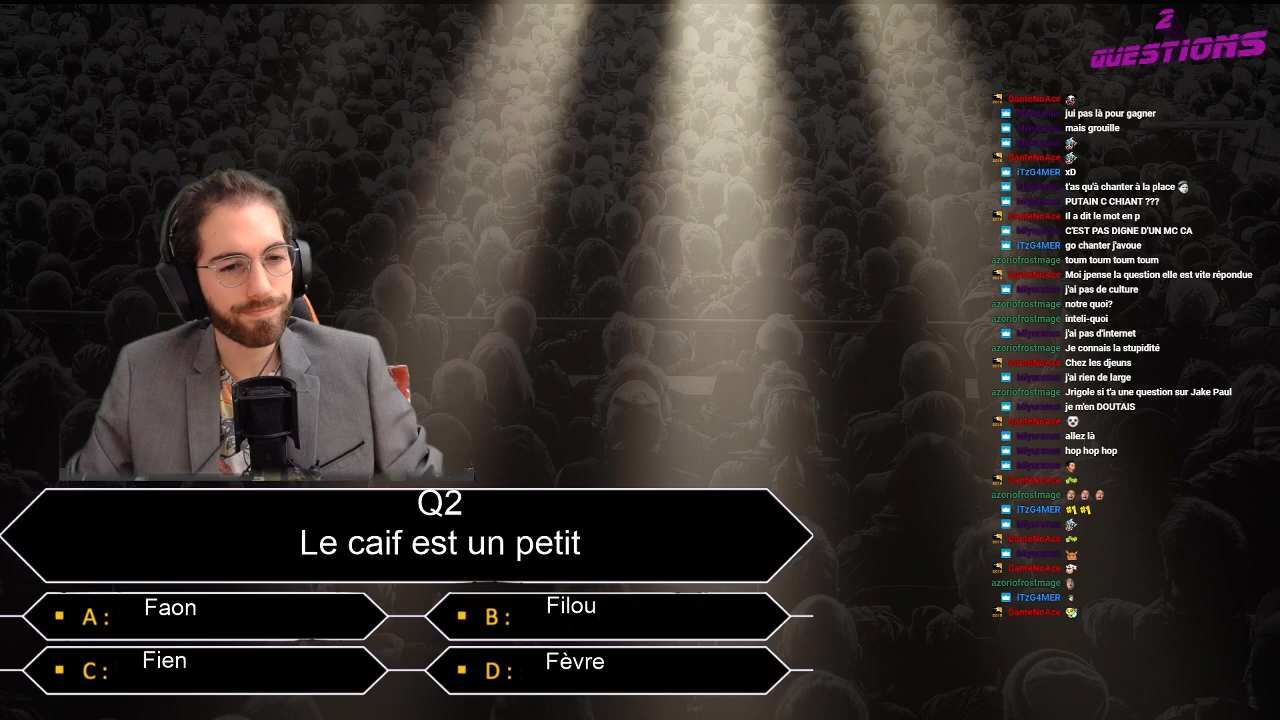 2
QUESTIONS
DanteNoAce
jui pas là pour gagner
mais grouille
DanteNoAce
iTzG4MER xD
t'as qu'à chanter à la place
PUTAIN C CHIANT ???
DanteNoAce Il a dit le mot en p
C'EST PAS DIGNE D'UN MC CA
iTzG4MER go chanter j'avoue
azoriofrostmage toum toum toum toum
DanteNoAce Moi jpense la question elle est vite répondue
j'ai pas de culture
azoriofrostmage notre quoi?
azoriofrostmage inteli-quoi
j'ai pas d'internet
azoriofrostmage Je connais la stupidité
DanteNoAce Chez les djeuns
j'ai rien de large
azoriofrostmage Jrigole si t'a une question sur Jake Paul
je m'en DOUTAIS
DanteNoAce
allez là
hop hop hop
DanteNoAce
azoriofrostmage
iTzG4MER #1 #1
DanteNoAce
DanteNoAce
azoriofrostmage
iTzG4MER
DanteNoAce
Q2
Le caif est un petit
A : Faon
B : Filou
C : Fien
D : Fèvre